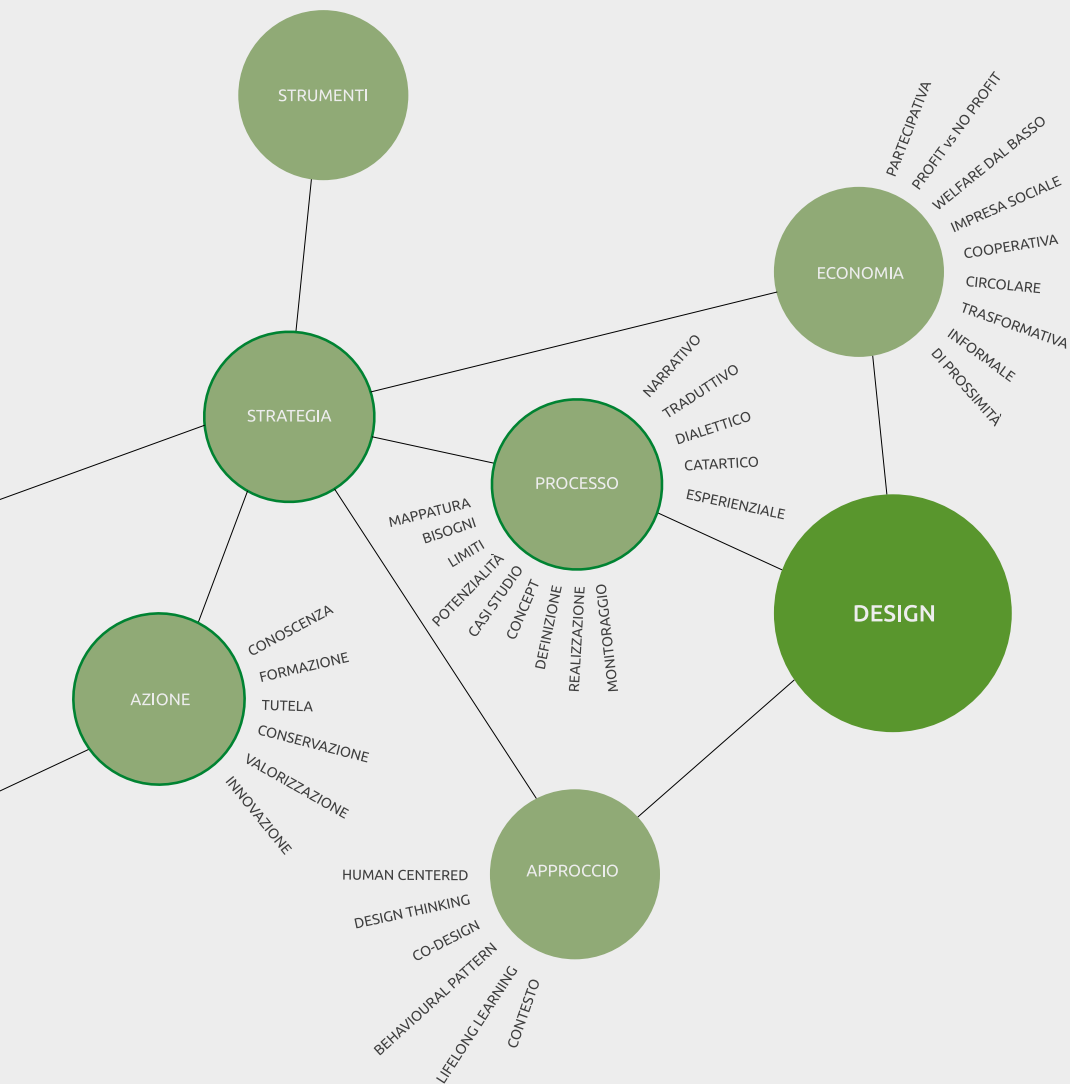 STRUMENTI
PARTECIPATIVA
PROFIT vs NO PROFIT
WELFARE DAL BASSO
IMPRESA SOCIALE
COOPERATIVA
CIRCOLARE
TRASFORMATIVA
INFORMALE
DI PROSSIMITÀ
ECONOMIA
STRATEGIA
NARRATIVO
TRADUTTIVO
DIALETTICO
CATARTICO
ESPERIENZIALE
PROCESSO
MAPPATURA
BISOGNI
LIMITI
POTENZIALITÀ
CASI STUDIO
CONCEPT
DEFINIZIONE
REALIZZAZIONE
MONITORAGGIO
DESIGN
AZIONE
CONOSCENZA
FORMAZIONE
TUTELA
CONSERVAZIONE
VALORIZZAZIONE
INNOVAZIONE
APPROCCIO
HUMAN CENTERED
DESIGN THINKING
CO-DESIGN
BEHAVIOURAL PATTERN
LIFELONG LEARNING
CONTESTO